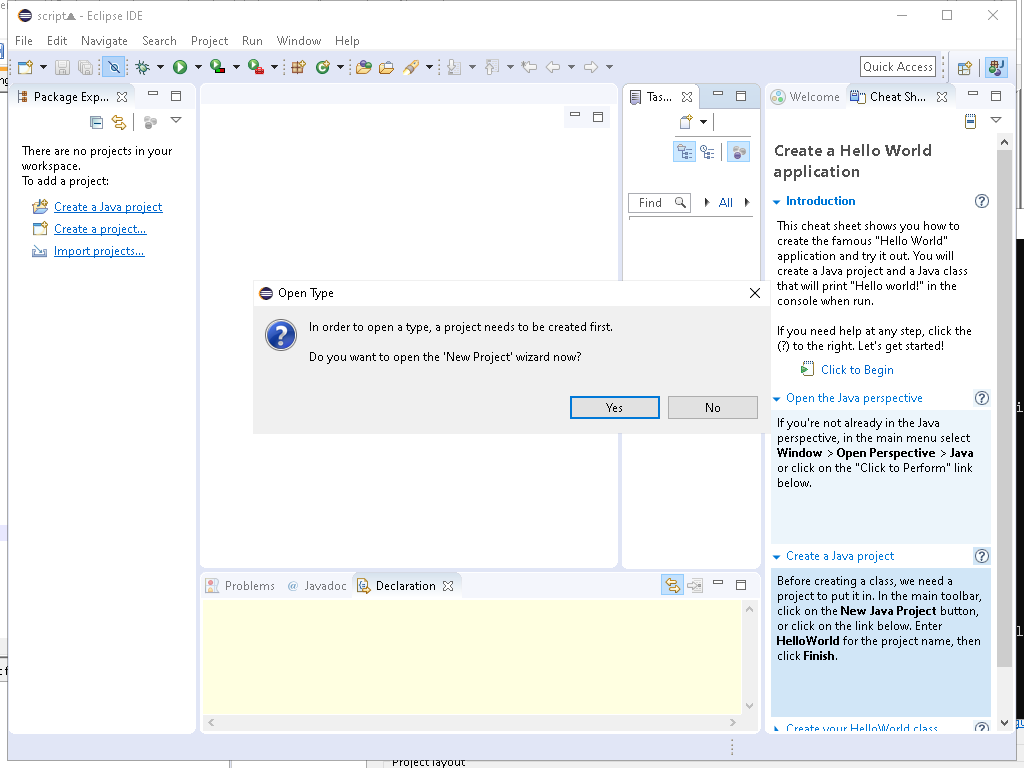 script - Eclipse IDE
File Edit Navigate Search Project Run Window Help
Quick Access
Package Exp...
Tas...
Welcome
Cheat Sh...
There are no projects in your
workspace.
To add a project:
Create a Java project
Create a project...
Import projects...
Find
All
Create a Hello World
application
Introduction
This cheat sheet shows you how to
create the famous "Hello World"
application and try it out. You will
create a Java project and a Java class
that will print "Hello world!" in the
console when run.
If you need help at any step, click the
(?) to the right. Let's get started!
Click to Begin
Open the Java perspective
If you're not already in the Java
perspective, in the main menu select
Window > Open Perspective > Java
or click on the "Click to Perform" link
below.
Create a Java project
Before creating a class, we need a
project to put it in. In the main toolbar,
click on the New Java Project button,
or click on the link below. Enter
HelloWorld for the project name, then
click Finish.
Create your HelloWorld class
Open Type
In order to open a type, a project needs to be created first.
Do you want to open the 'New Project' wizard now?
Yes
No
Problems
@ Javadoc
Declaration
Project layout